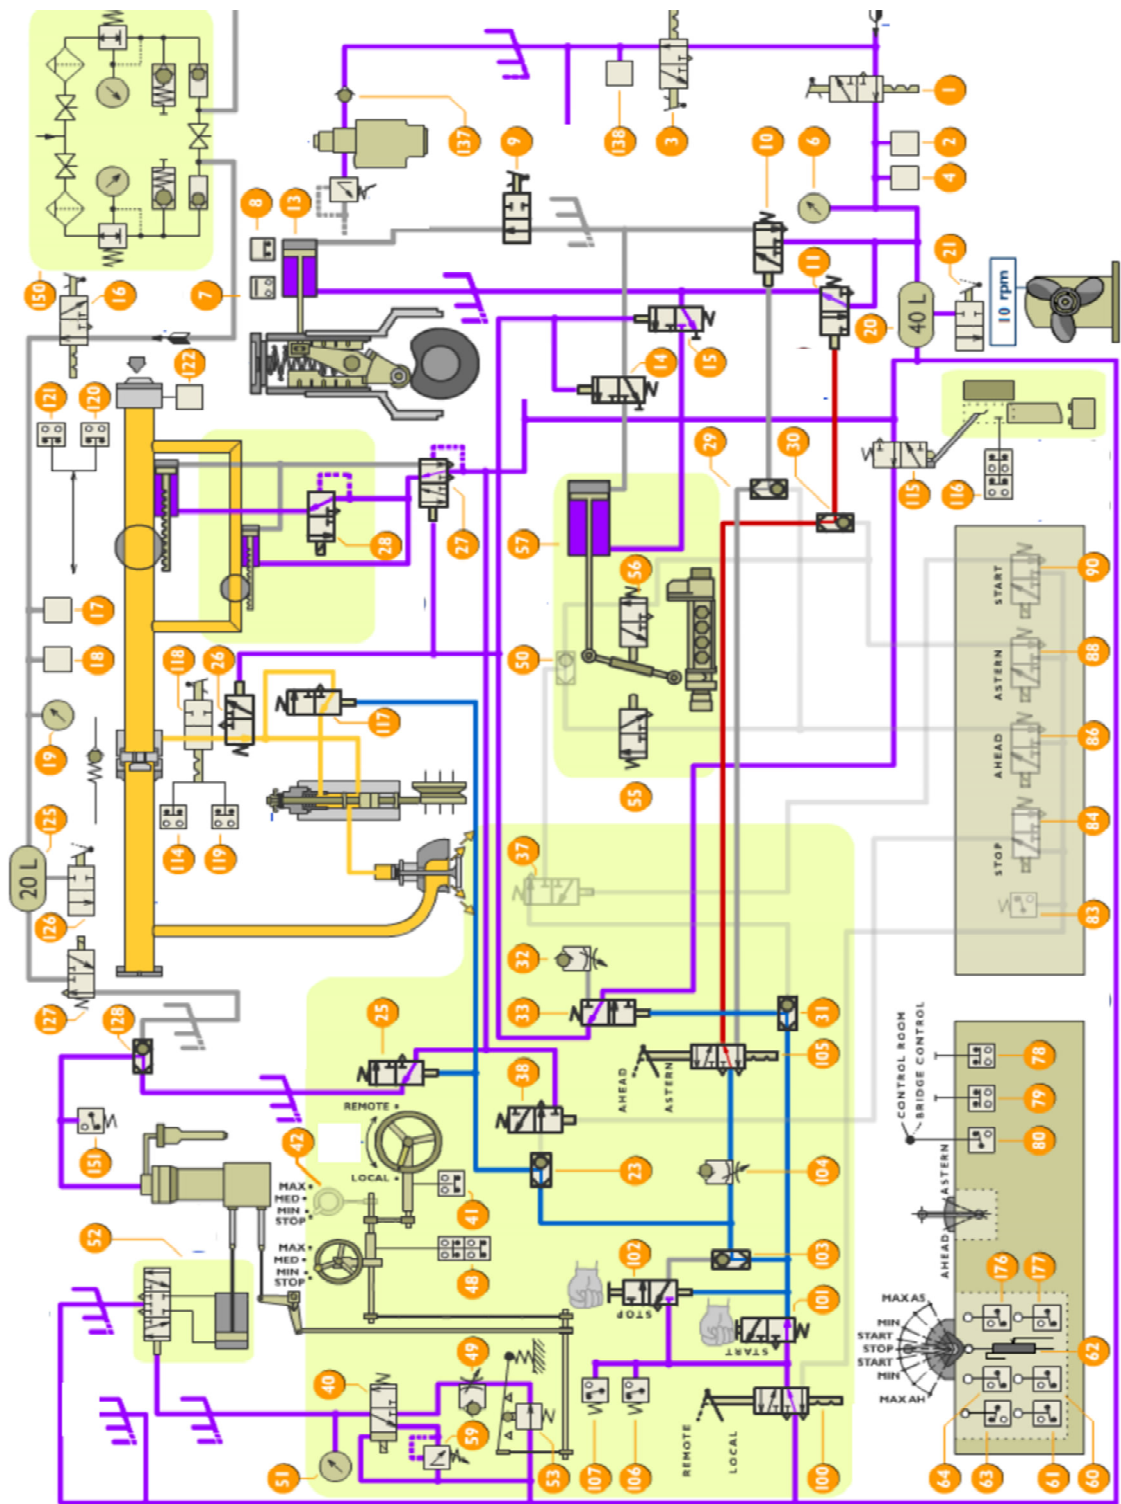 150
16
8
13
7
9
137
138
3
10
6
1
2
4
21
10 rpm
11
20
40 L
122
121
120
14
15
29
30
115
116
28
27
57
56
50
55
17
18
118
26
117
19
114
119
125
20 L
126
127
128
25
37
32
33
31
105
AHEAD
ASTERN
38
START
90
ASTERN
88
AHEAD
86
STOP
84
83
151
42
REMOTE
LOCAL
MAX
MED
MIN
STOP
41
MAX
MED
MIN
STOP
48
52
23
104
103
102
STOP
101
START
CONTROL ROOM
BRIDGE CONTROL
78
79
80
AHEAD
ASTERN
40
49
59
51
53
107
106
REMOTE
LOCAL
100
MAX AS
MIN
START
STOP
START
MIN
MAX AH
176
177
62
64
63
61
60